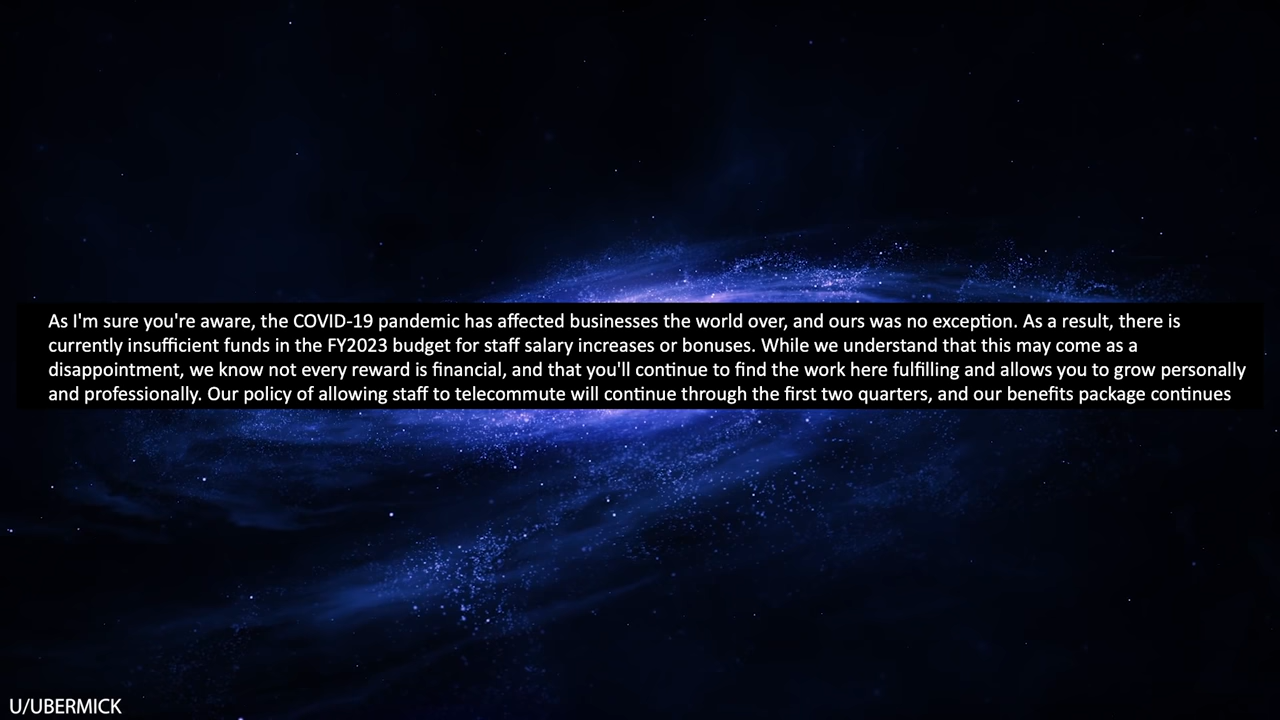 As I'm sure you're aware, the COVID-19 pandemic has affected businesses the world over, and ours was no exception. As a result, there is
currently insufficient funds in the FY2023 budget for staff salary increases or bonuses. While we understand that this may come as a
disappointment, we know not every reward is financial, and that you'll continue to find the work here fulfilling and allows you to grow personally
and professionally. Our policy of allowing staff to telecommute will continue through the first two quarters, and our benefits package continues
U/UBERMICK